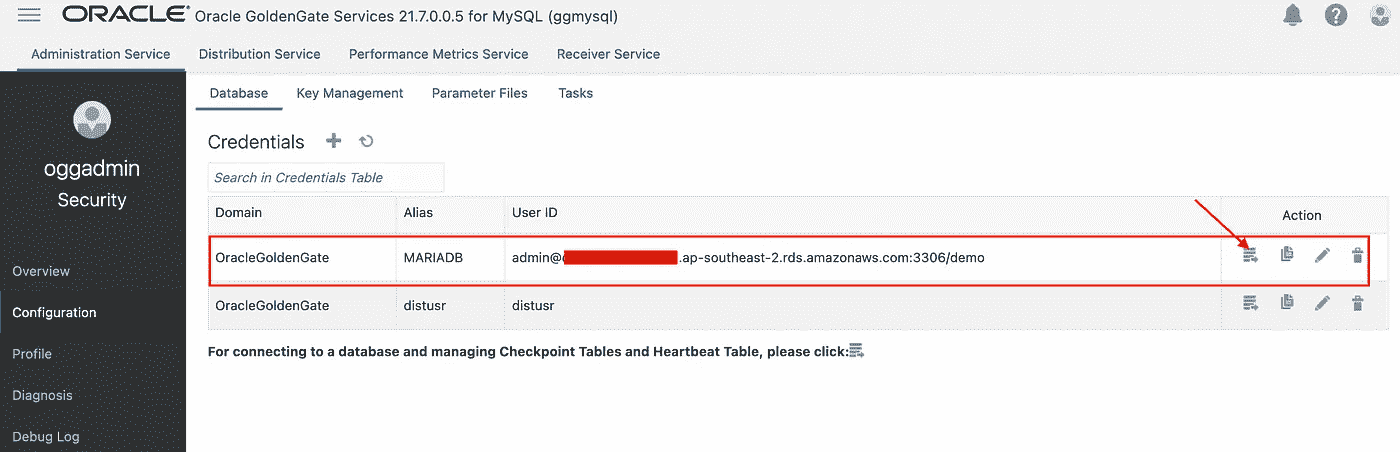 ORACLE® Oracle GoldenGate Services 21.7.0.0.5 for MySQL (ggmysql)
Administration Service Distribution Service Performance Metrics Service Receiver Service
oggadmin
Security
Overview
Configuration
Profile
Diagnosis
Debug Log
Database Key Management Parameter Files Tasks
Credentials
Search in Credentials Table
Domain Alias User ID Action
OracleGoldenGate MARIADB admin@ .ap-southeast-2.rds.amazonaws.com:3306/demo
OracleGoldenGate distusr distusr
For connecting to a database and managing Checkpoint Tables and Heartbeat Table, please click: